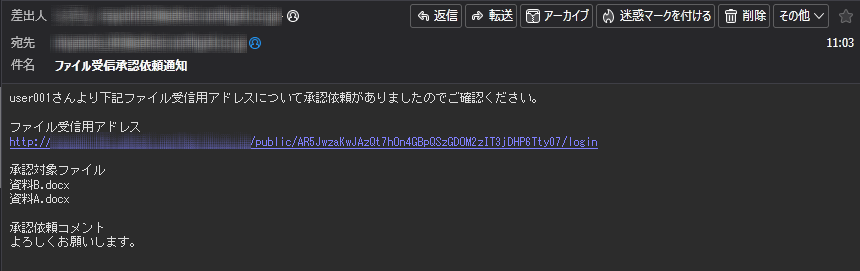 差出人
返信 転送 アーカイブ 迷惑マークを付ける 削除 その他
宛先
11:03
件名 ファイル受信承認依頼通知
user001さんより下記ファイル受信用アドレスについて承認依頼がありましたのでご確認ください。
ファイル受信用アドレス
http:// /public/AR5JwzaKwJAzQt7hOn4GBpQSzGDOM2zIT3jDHP6Tty07/login
承認対象ファイル
資料B.docx
資料A.docx
承認依頼コメント
よろしくお願いします。